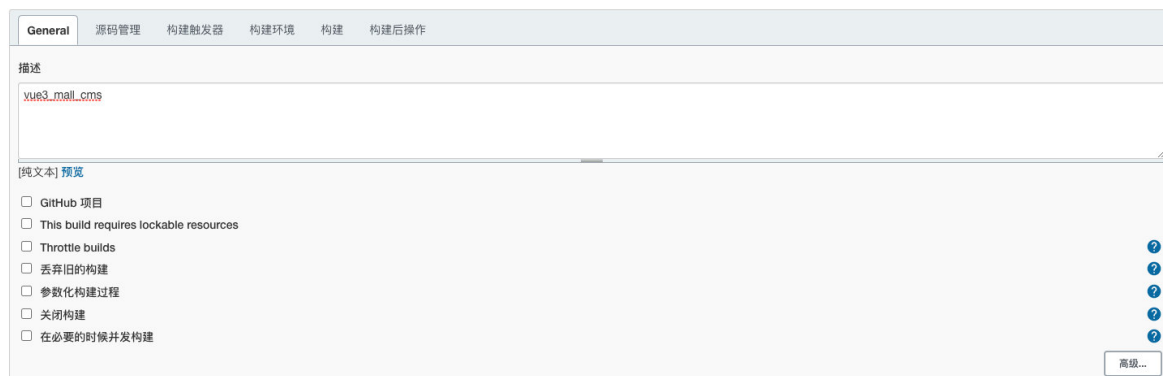 General 源码管理 构建触发器 构建环境 构建 构建后操作
描述
vue3_mall_cms
[纯文本] 预览
GitHub 项目
This build requires lockable resources
Throttle builds
丢弃旧的构建
参数化构建过程
关闭构建
在必要的时候并发构建
高级...